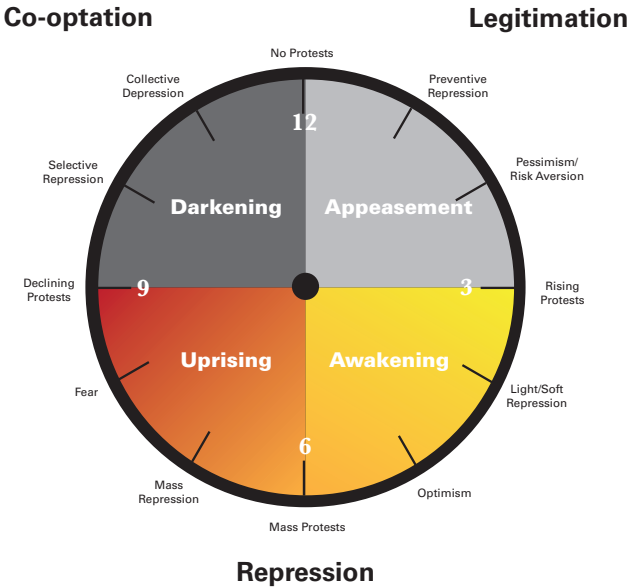 Co-optation
Legitimation
No Protests
Collective
Depression
Preventive
Repression
12
Selective
Repression
Pessimism/
Risk Aversion
Darkening
Appeasement
Declining
Protests
9
3
Rising
Protests
Uprising
Awakening
Fear
Light/Soft
Repression
6
Mass
Repression
Optimism
Mass Protests
Repression